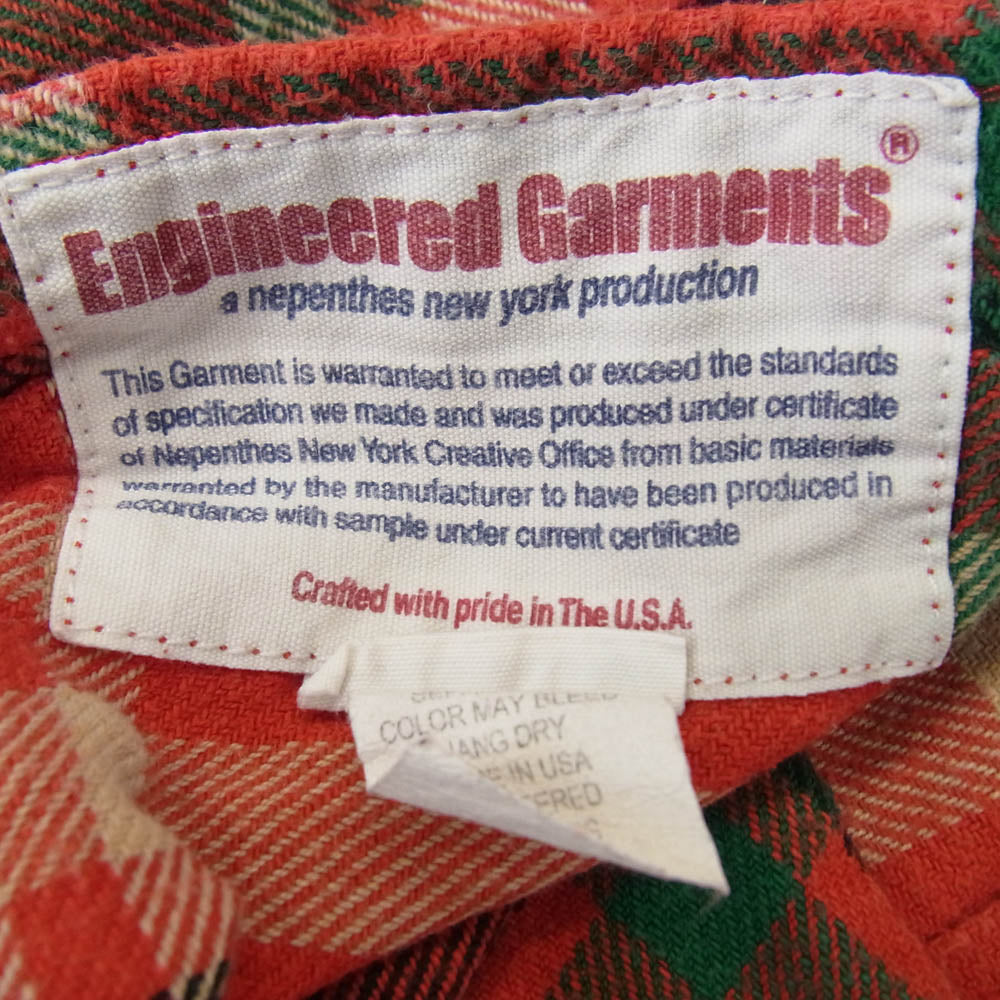 Engineered Garments®
a nepenthes new york production
This Garment is warranted to meet or exceed the standards
of specification we made and was produced under certificate
of Nepenthes New York Creative Office from basic materials
warranted by the manufacturer to have been produced in
accordance with sample under current certificate
Crafted with pride in The U.S.A.
COLOR MAY BLEED
DRY
IN USA